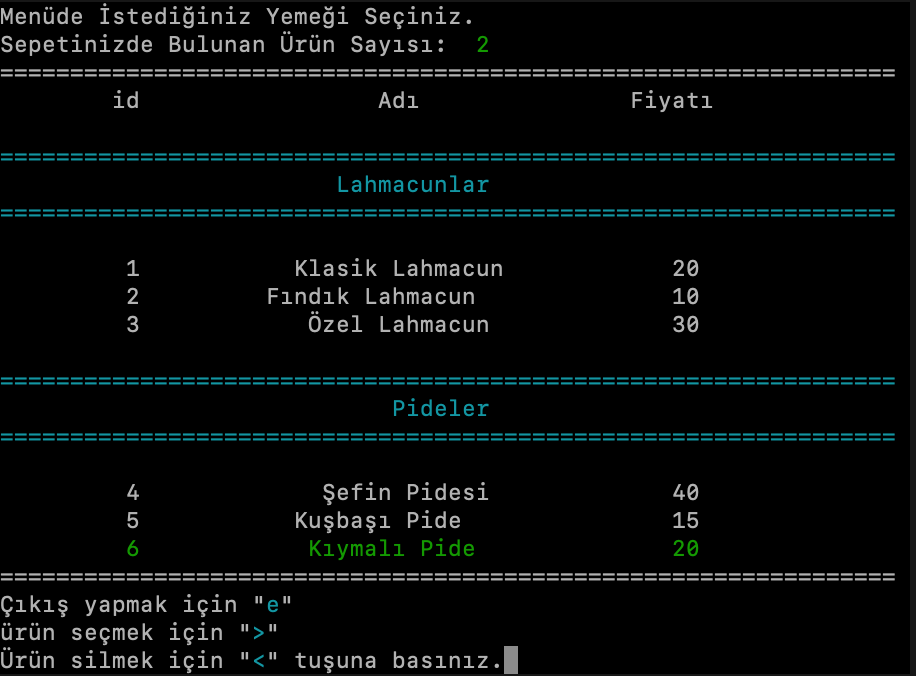 Menüde İstediğiniz Yemeği Seçiniz.
Sepetinizde Bulunan Ürün Sayısı: 2
================================================================
id Adı Fiyatı
================================================================
Lahmacunlar
================================================================
1 Klasik Lahmacun 20
2 Fındık Lahmacun 10
3 Özel Lahmacun 30
================================================================
Pideler
================================================================
4 Şefin Pidesi 40
5 Kuşbaşı Pide 15
6 Kıymalı Pide 20
================================================================
Çıkış yapmak için "e"
ürün seçmek için ">"
Ürün silmek için "<" tuşuna basınız.